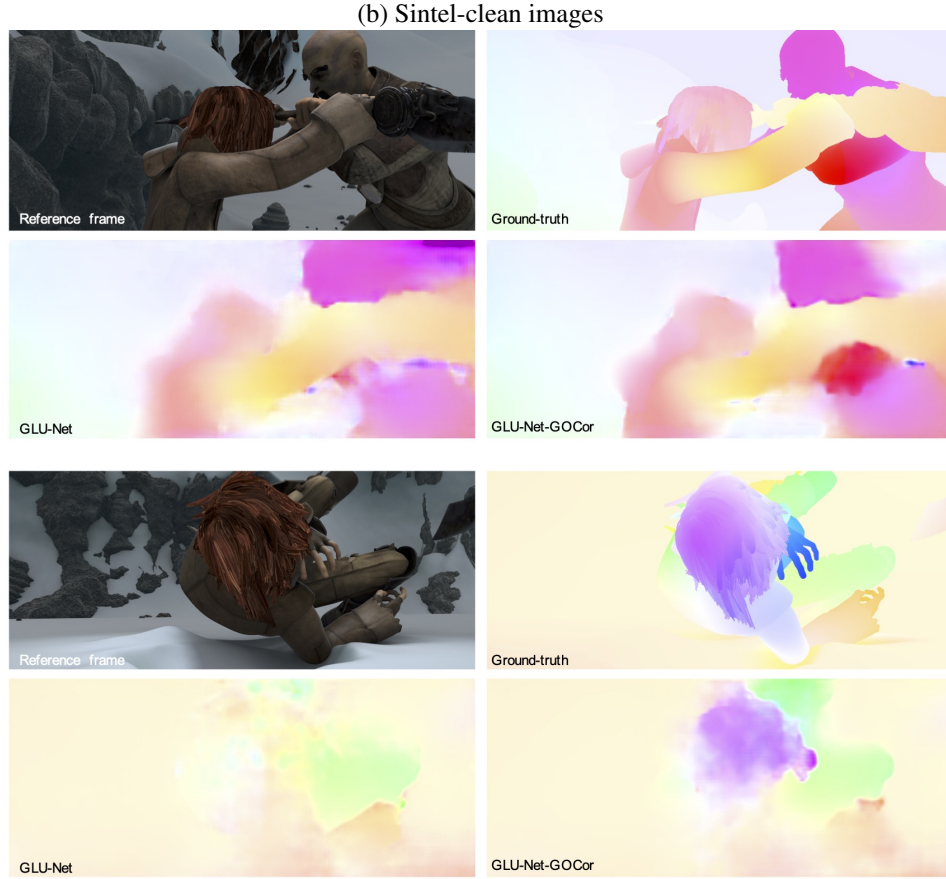 (b) Sintel-clean images
Reference frame
Ground-truth
GLU-Net
GLU-Net-GOCor
Reference frame
Ground-truth
GLU-Net
GLU-Net-GOCor